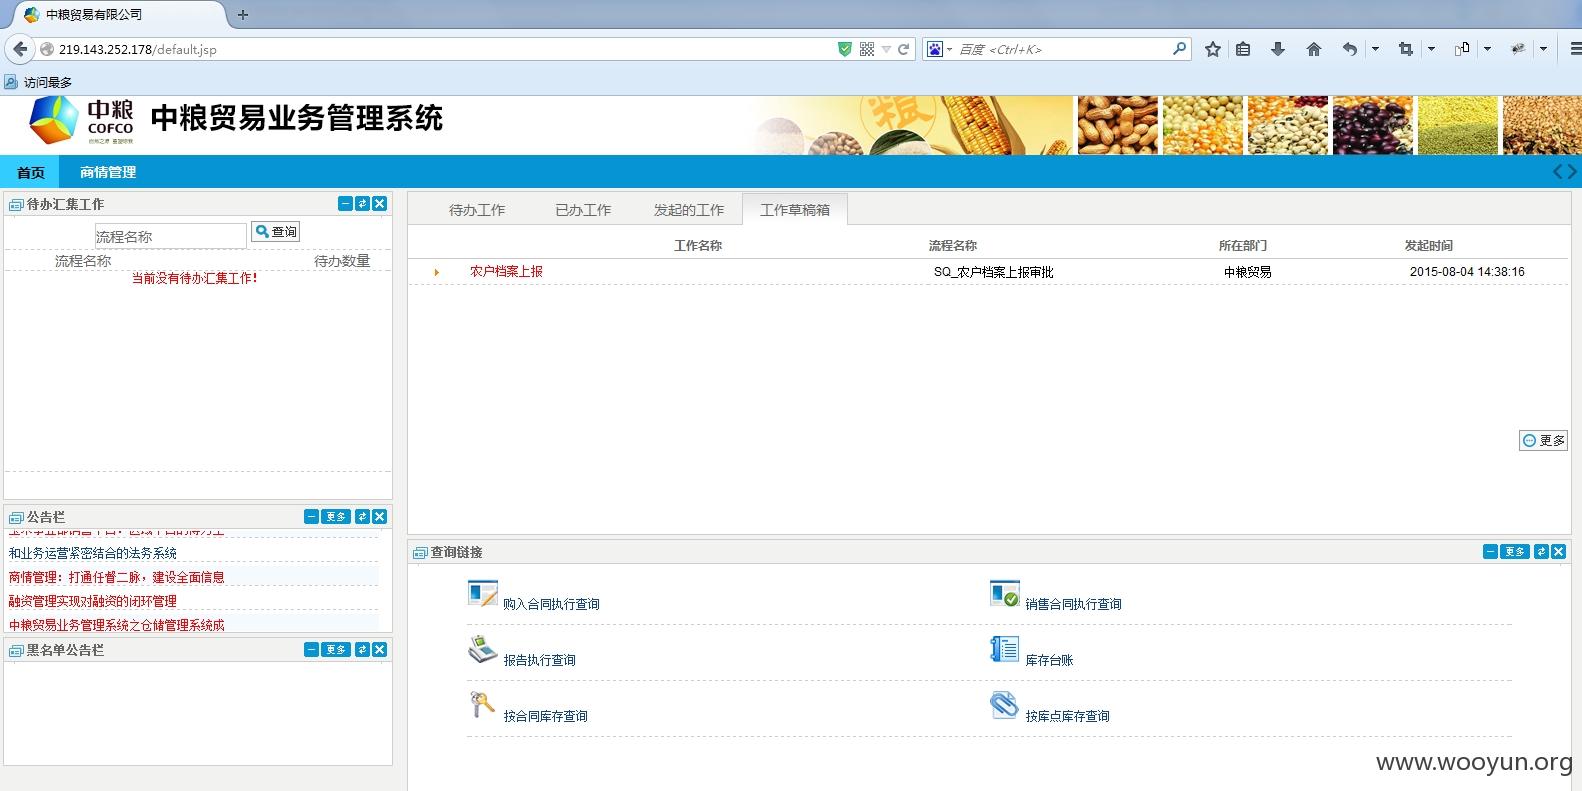 中粮贸易有限公司
219.143.252.178/default.jsp
百度 <Ctrl+K>
访问最多
中粮
COFCO
中粮贸易业务管理系统
粮
首页 商情管理
待办汇集工作
流程名称 查询
流程名称 待办数量
当前没有待办汇集工作!
待办工作 已办工作 发起的工作 工作草稿箱
工作名称 流程名称 所在部门 发起时间
农户档案上报 SQ_农户档案上报审批 中粮贸易 2015-08-04 14:38:16
更多
公告栏 更多
和业务运营紧密结合的法务系统
商情管理：打通任督二脉，建设全面信息
融资管理实现对融资的闭环管理
中粮贸易业务管理系统之仓储管理系统成
黑名单公告栏 更多
查询链接 更多
购入合同执行查询 销售合同执行查询
报告执行查询 库存台账
按合同库存查询 按库点库存查询
www.wooyun.org